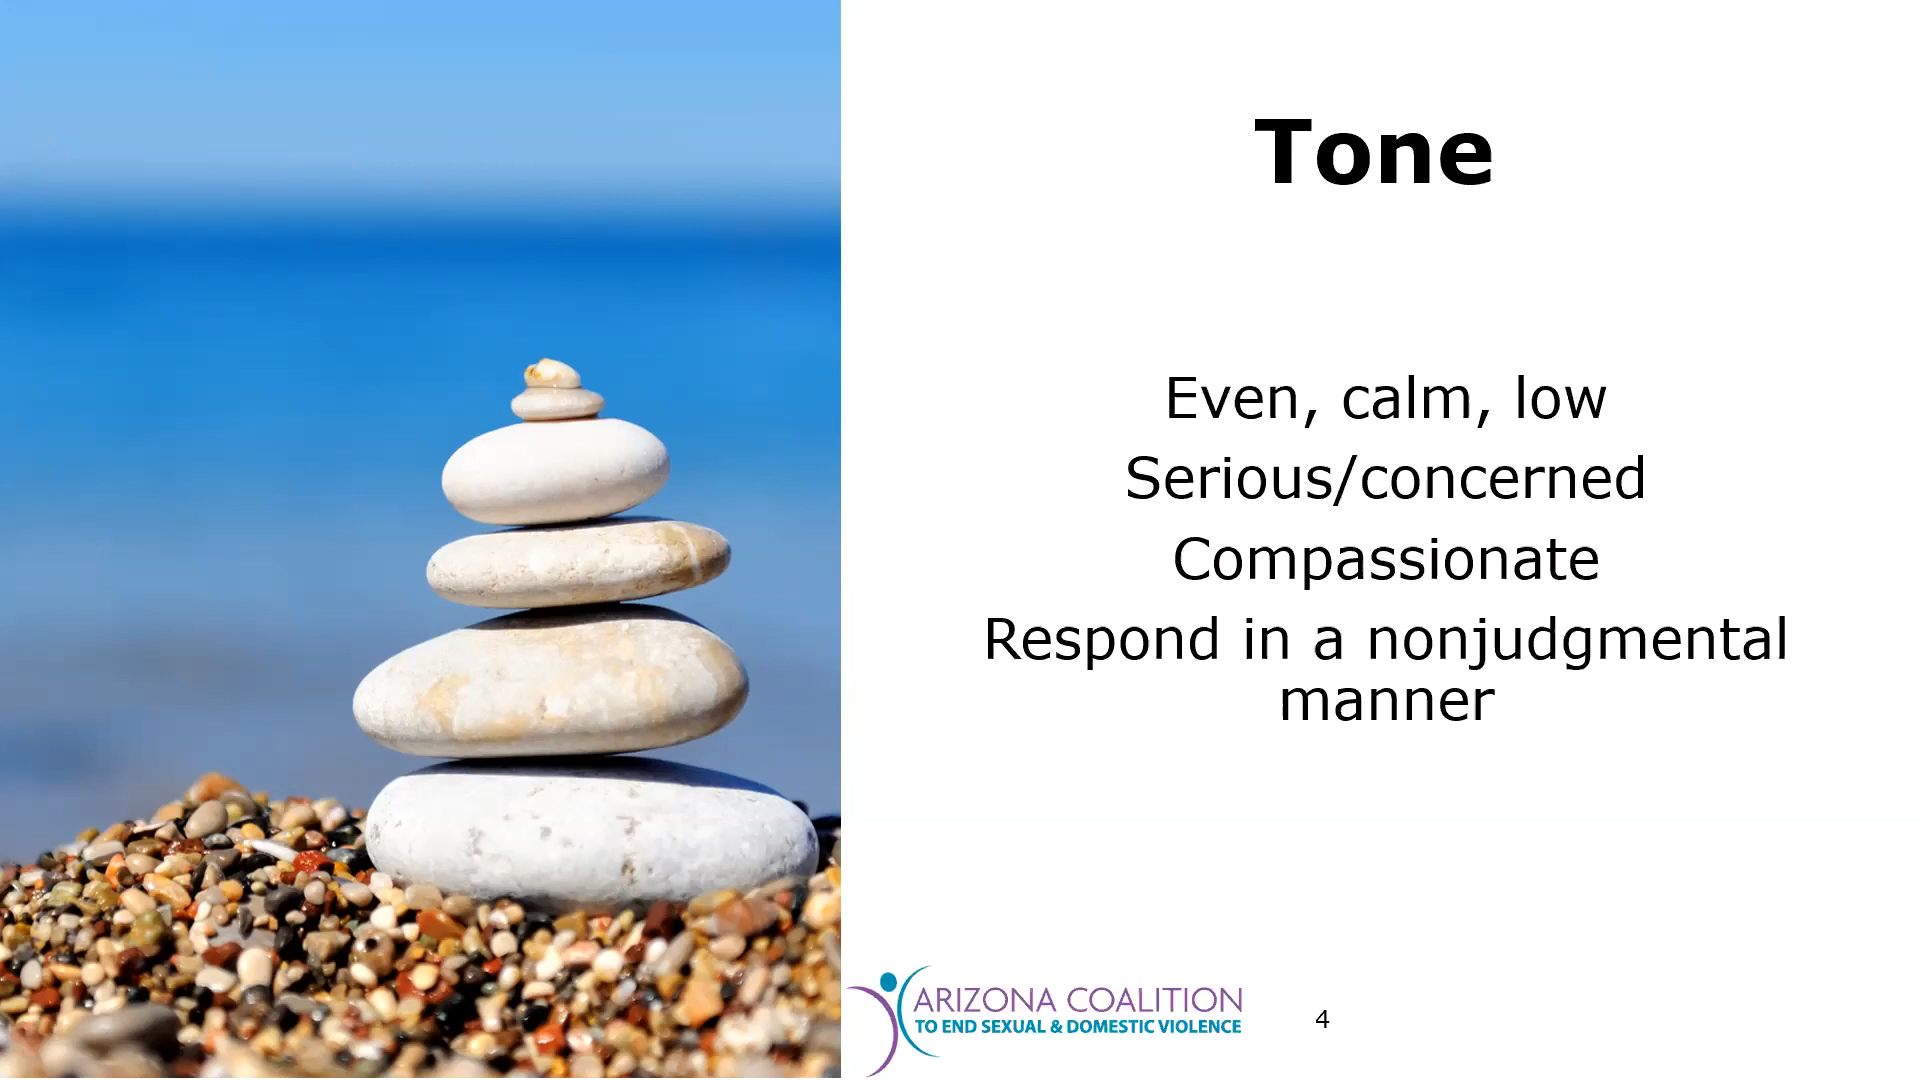 Tone
Even, calm, low
Serious/concerned
Compassionate
Respond in a nonjudgmental
manner
ARIZONA COALITION
TO END SEXUAL & DOMESTIC VIOLENCE
4